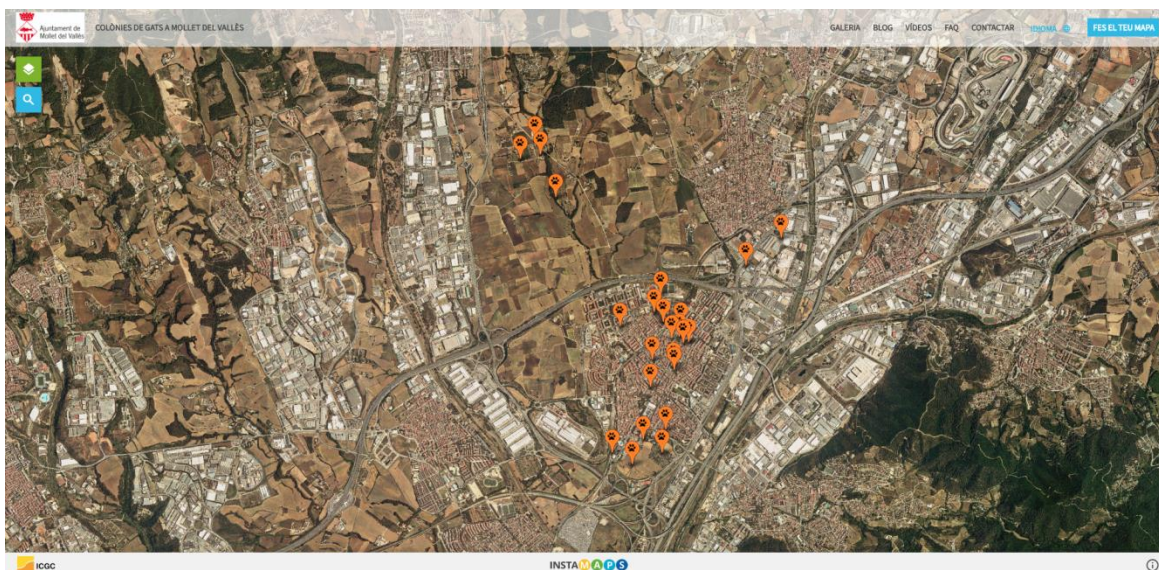 Ajuntament de
Mollet del Vallès
COLÒNIES DE GATS A MOLLET DEL VALLÈS
GALERIA BLOG VÍDEOS FAQ CONTACTAR IDIOMA FES EL TEU MAPA
ICGC
INSTAMAPS